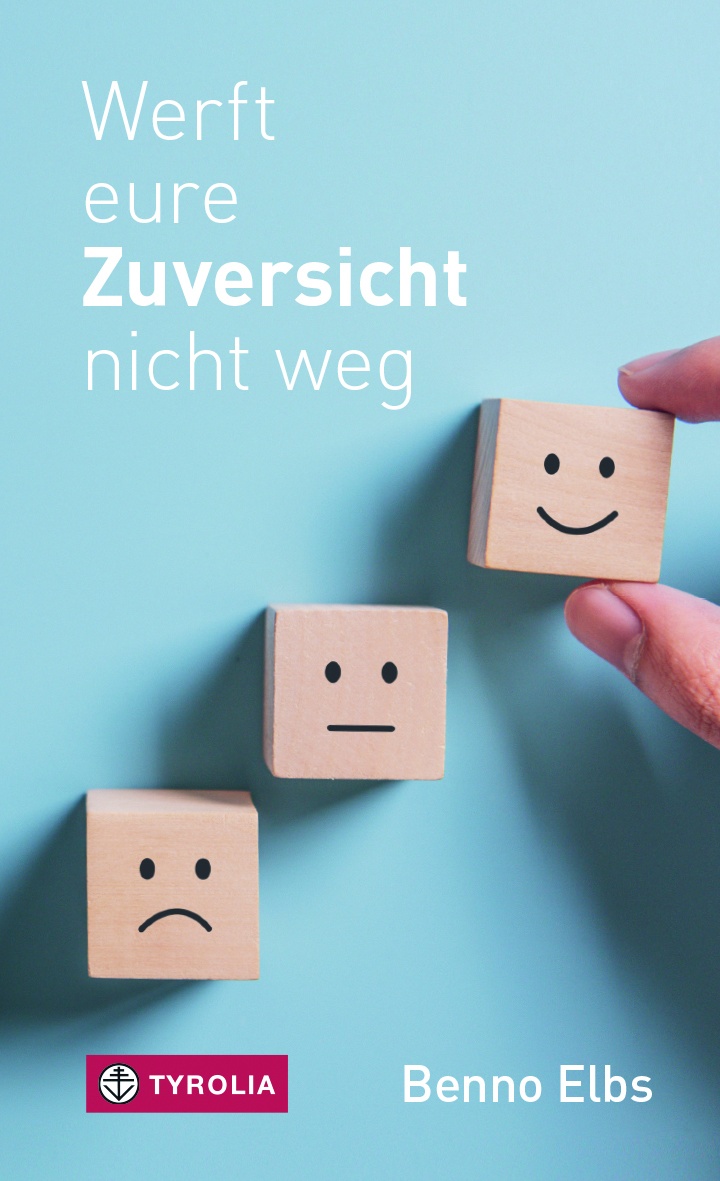 Werft
eure
Zuversicht
nicht weg
TYROLIA
Benno Elbs